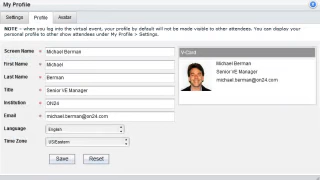 My Profile
Settings
Profile
Avatar
NOTE – when you log into the virtual event, your profile by default will not be made visible to other attendees. You can display your
personal profile to other show attendees under My Profile > Settings.
Screen Name * Michael Berman
First Name * Michael
Last Name * Berman
Title * Senior VE Manager
Institution * ON24
Email * michael.berman@on24.com
Language English
Time Zone US/Eastern
Save
Reset
V-Card
Michael Berman
Senior VE Manager
michael.berman@on24.com